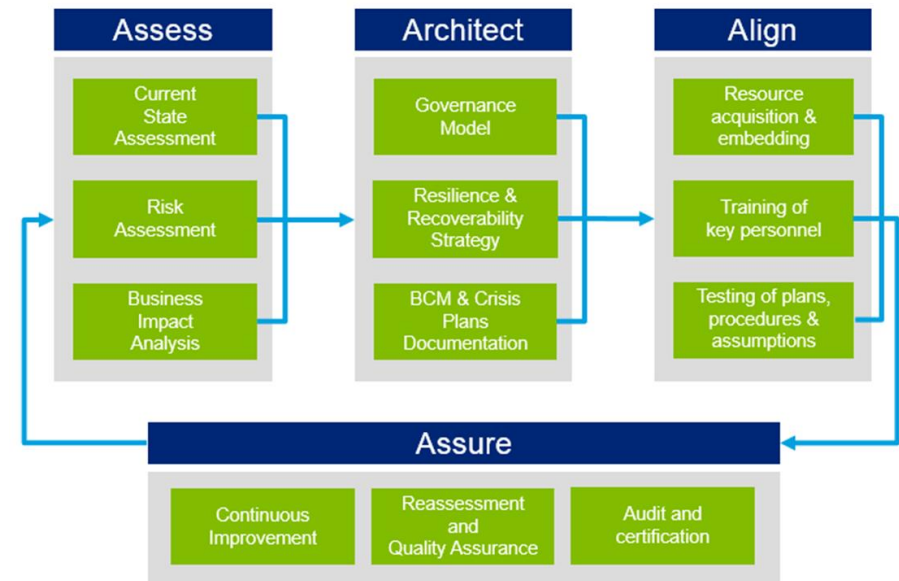 Assess
Current
State
Assessment
Risk
Assessment
Business
Impact
Analysis
Architect
Governance
Model
Resilience &
Recoverability
Strategy
BCM & Crisis
Plans
Documentation
Align
Resource
acquisition &
embedding
Training of
key personnel
Testing of plans,
procedures &
assumptions
Assure
Continuous
Improvement
Reassessment
and
Quality Assurance
Audit and
certification